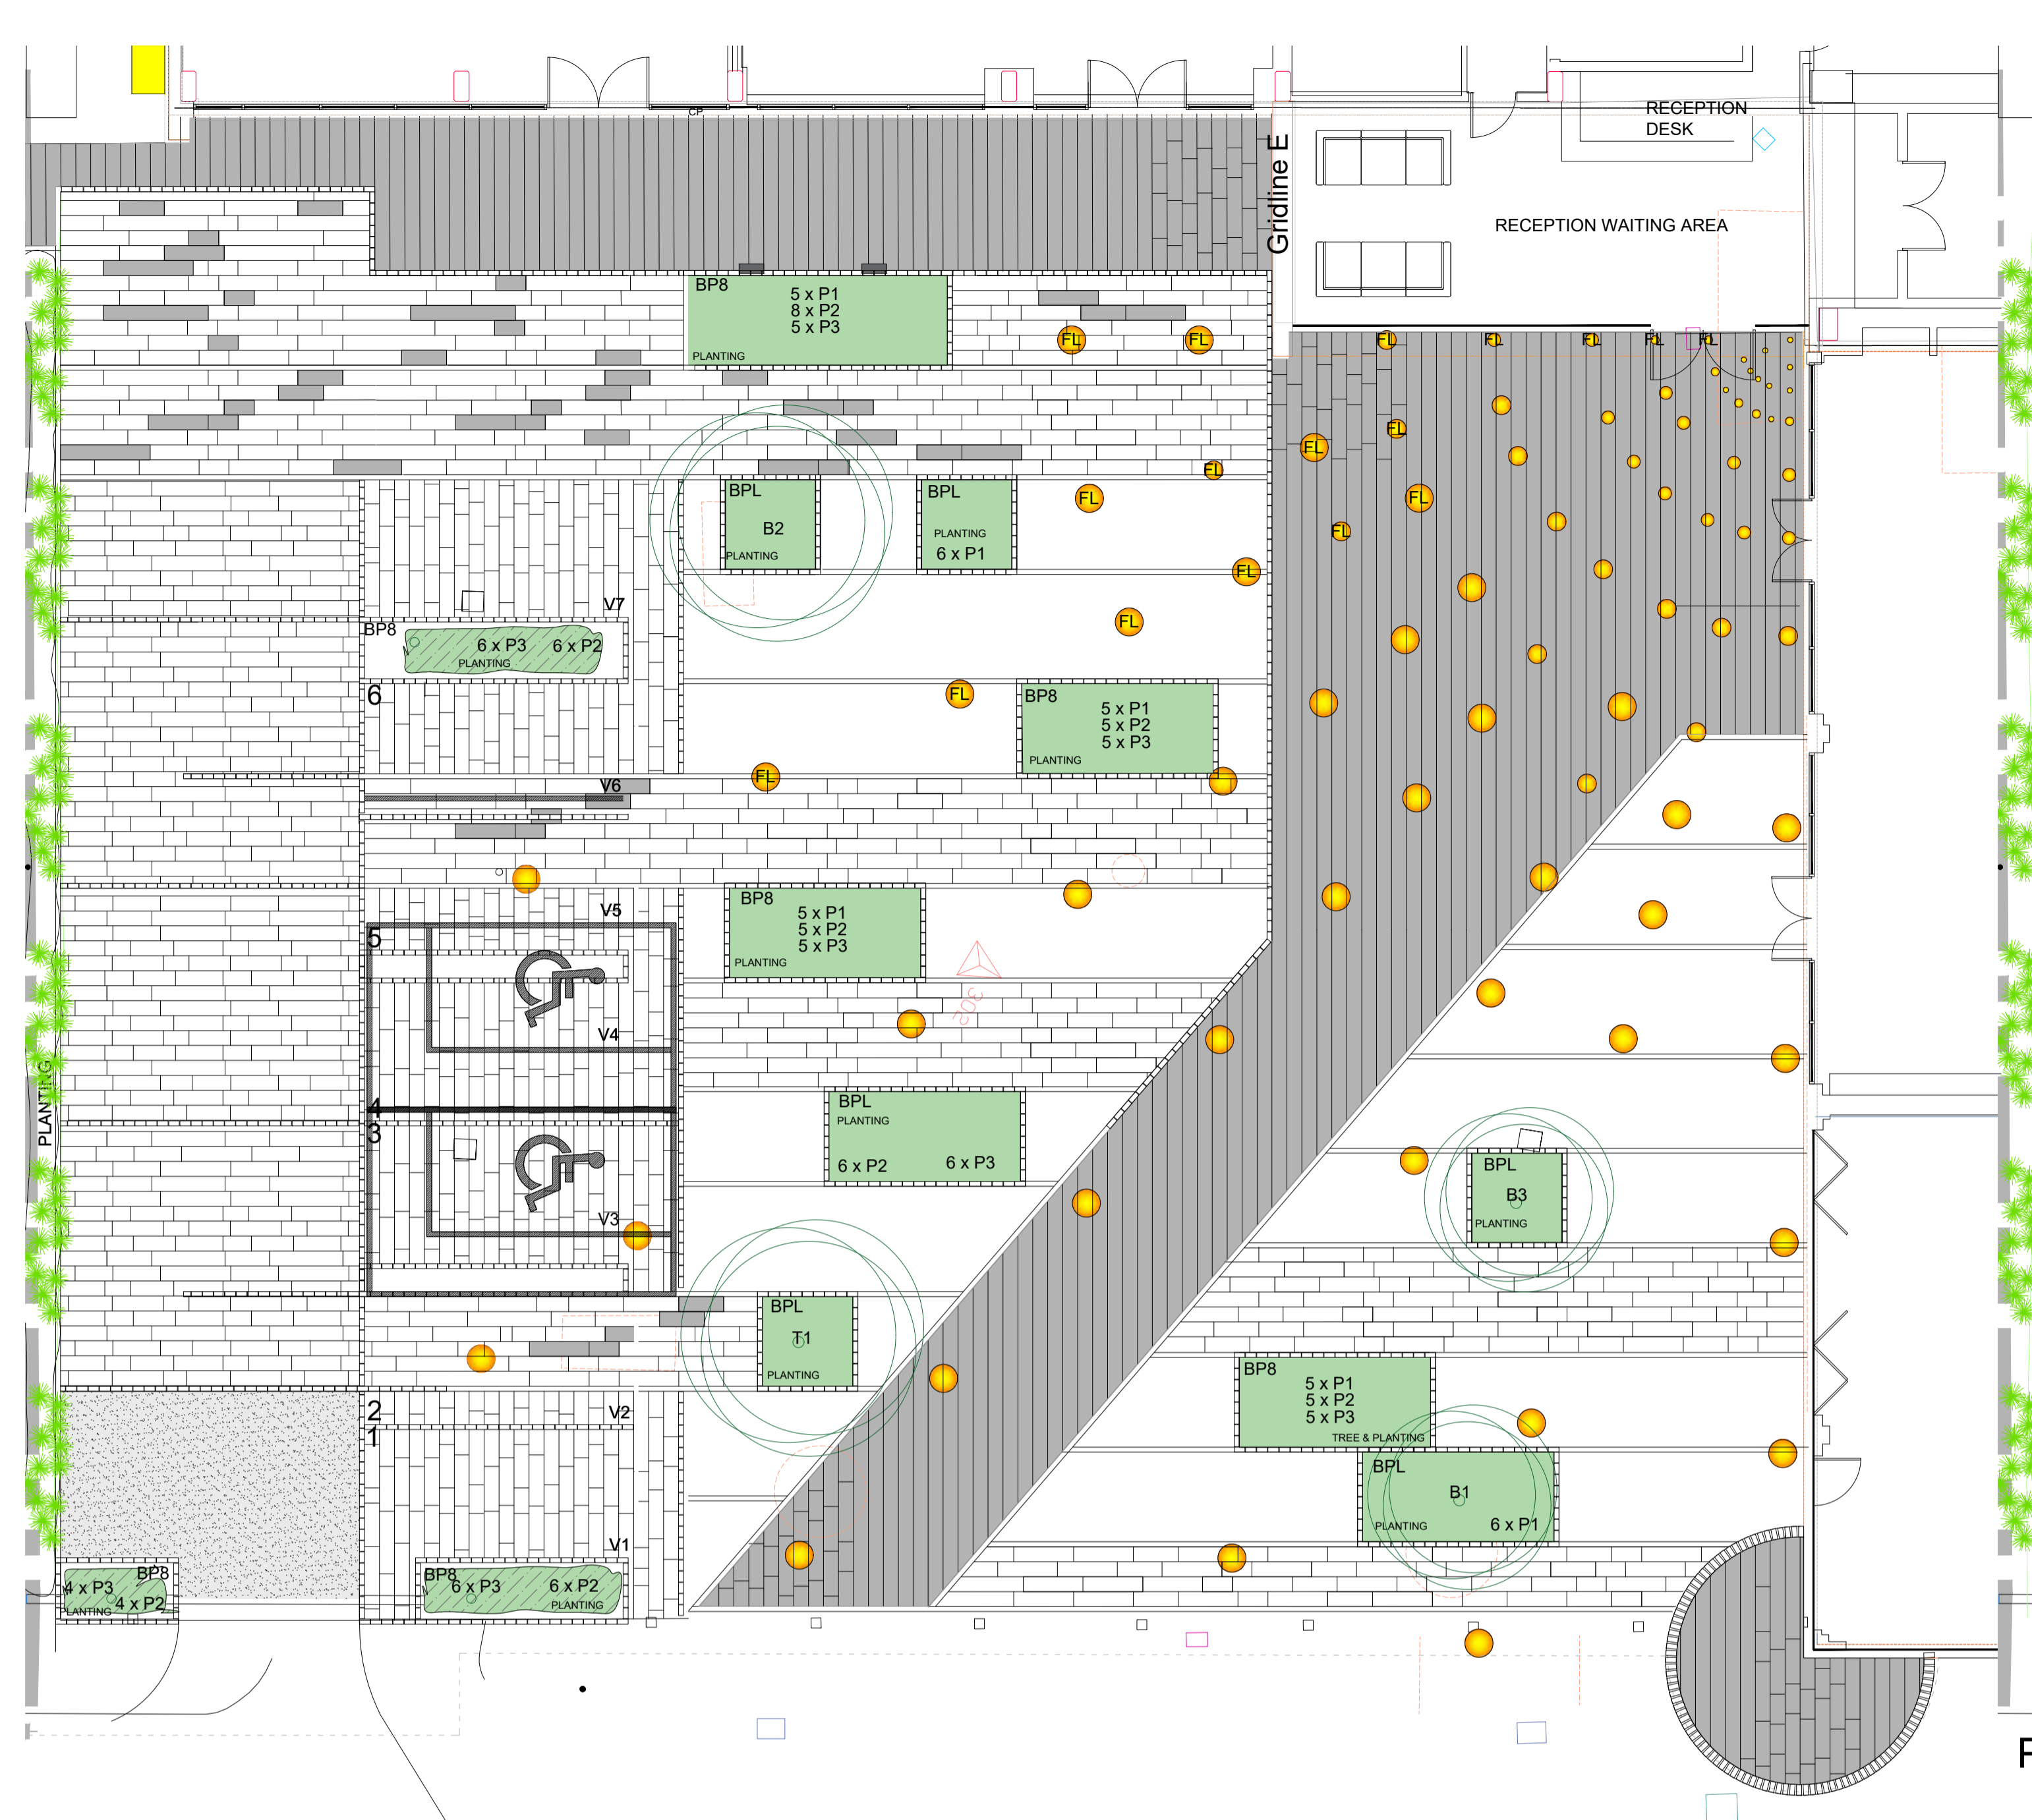 CP
RECEPTION
DESK
Gridline E
RECEPTION WAITING AREA
BP8
5 x P1
8 x P2
5 x P3
PLANTING
FL
FL
FL
FL
FL
FL
FL
FL
FL
FL
BPL
B2
PLANTING
BPL
PLANTING
6 x P1
FL
FL
FL
FL
FL
V7
BP8
6 x P3
6 x P2
PLANTING
6
FL
BP8
5 x P1
5 x P2
5 x P3
PLANTING
FL
V6
BP8
5 x P1
5 x P2
5 x P3
PLANTING
V5
5
V4
PLANTING
4
3
BPL
PLANTING
6 x P2
6 x P3
V3
BPL
B3
PLANTING
BPL
T1
PLANTING
BP8
5 x P1
5 x P2
5 x P3
TREE & PLANTING
2
1
V2
BPL
B1
PLANTING
6 x P1
V1
BP8
4 x P3
4 x P2
PLANTING
BP8
6 x P3
6 x P2
PLANTING